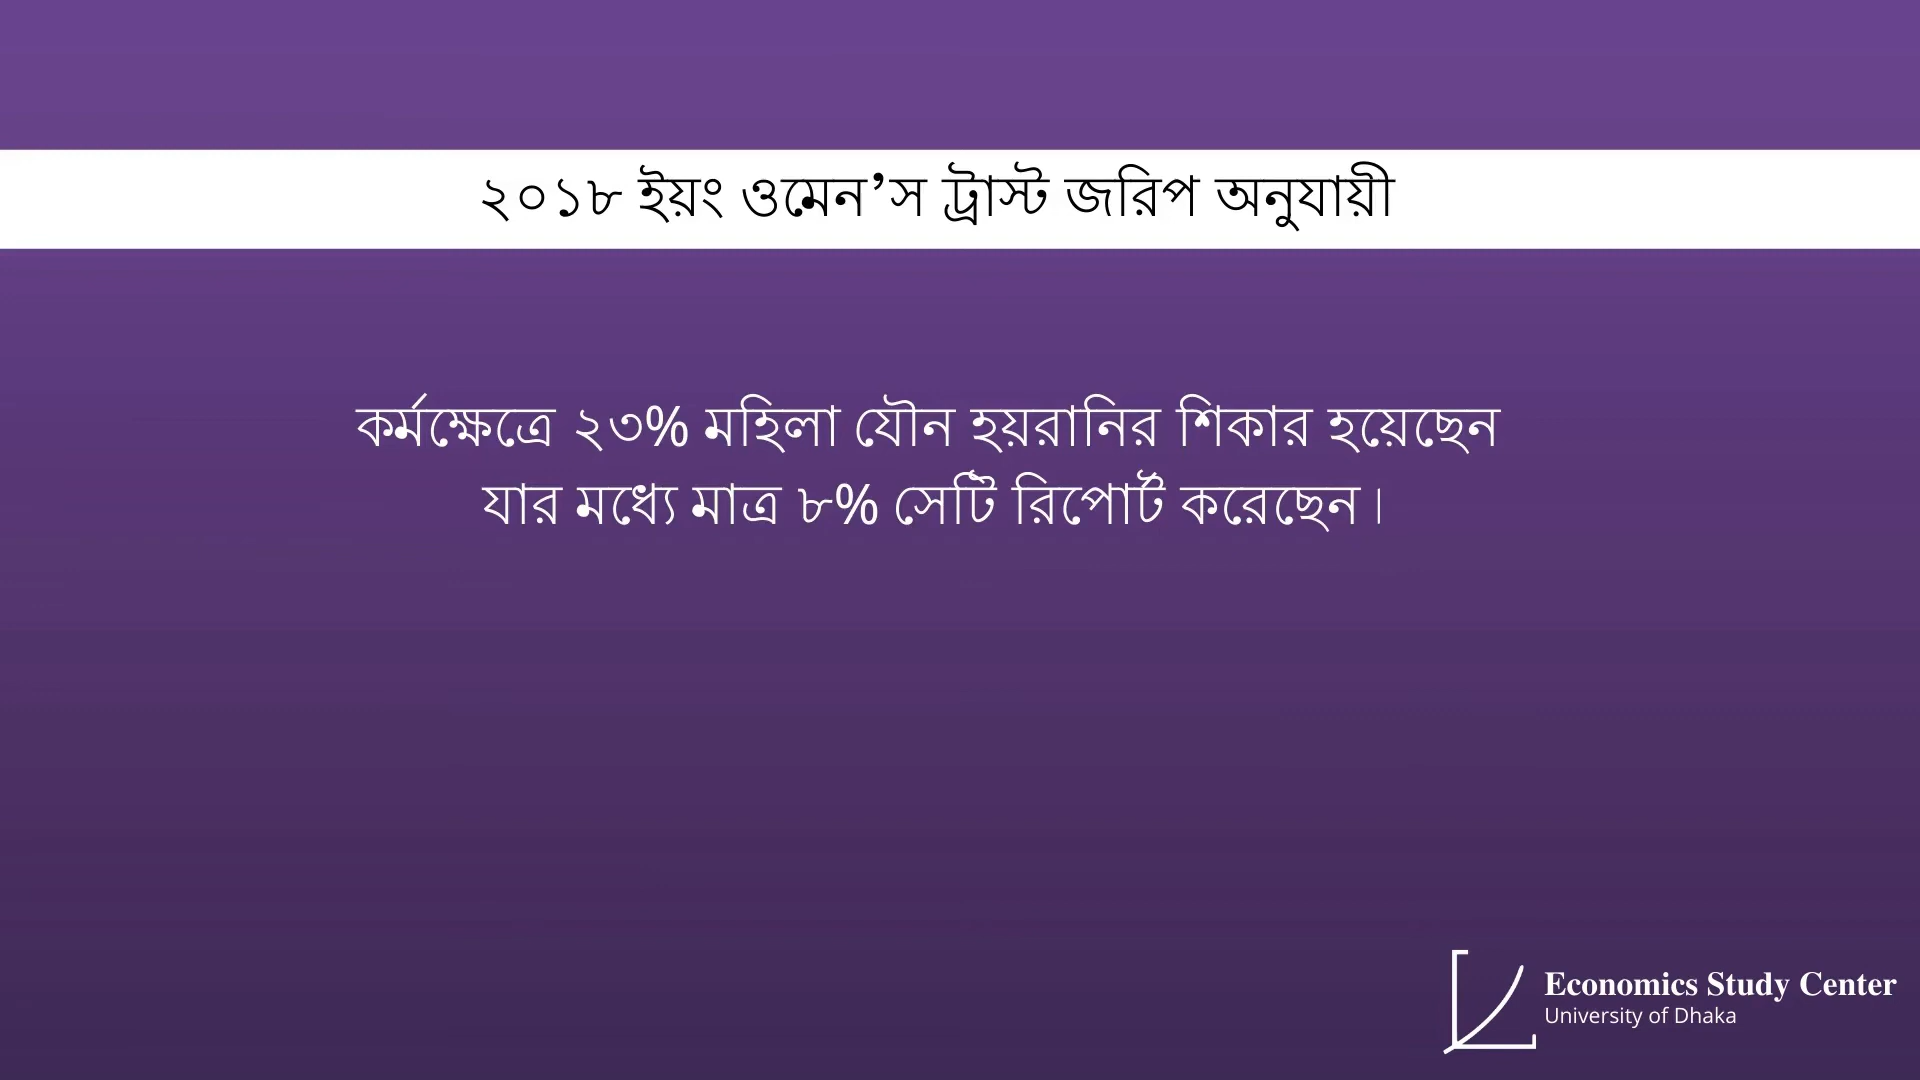 ২০১৮ ইয়ং ওমেন’স ট্রাস্ট জরিপ অনুযায়ী
কর্মক্ষেত্রে ২৩% মহিলা যৌন হয়রানির শিকার হয়েছেন
যার মধ্যে মাত্র ৮% সেটি রিপোর্ট করেছেন।
Economics Study Center
University of Dhaka